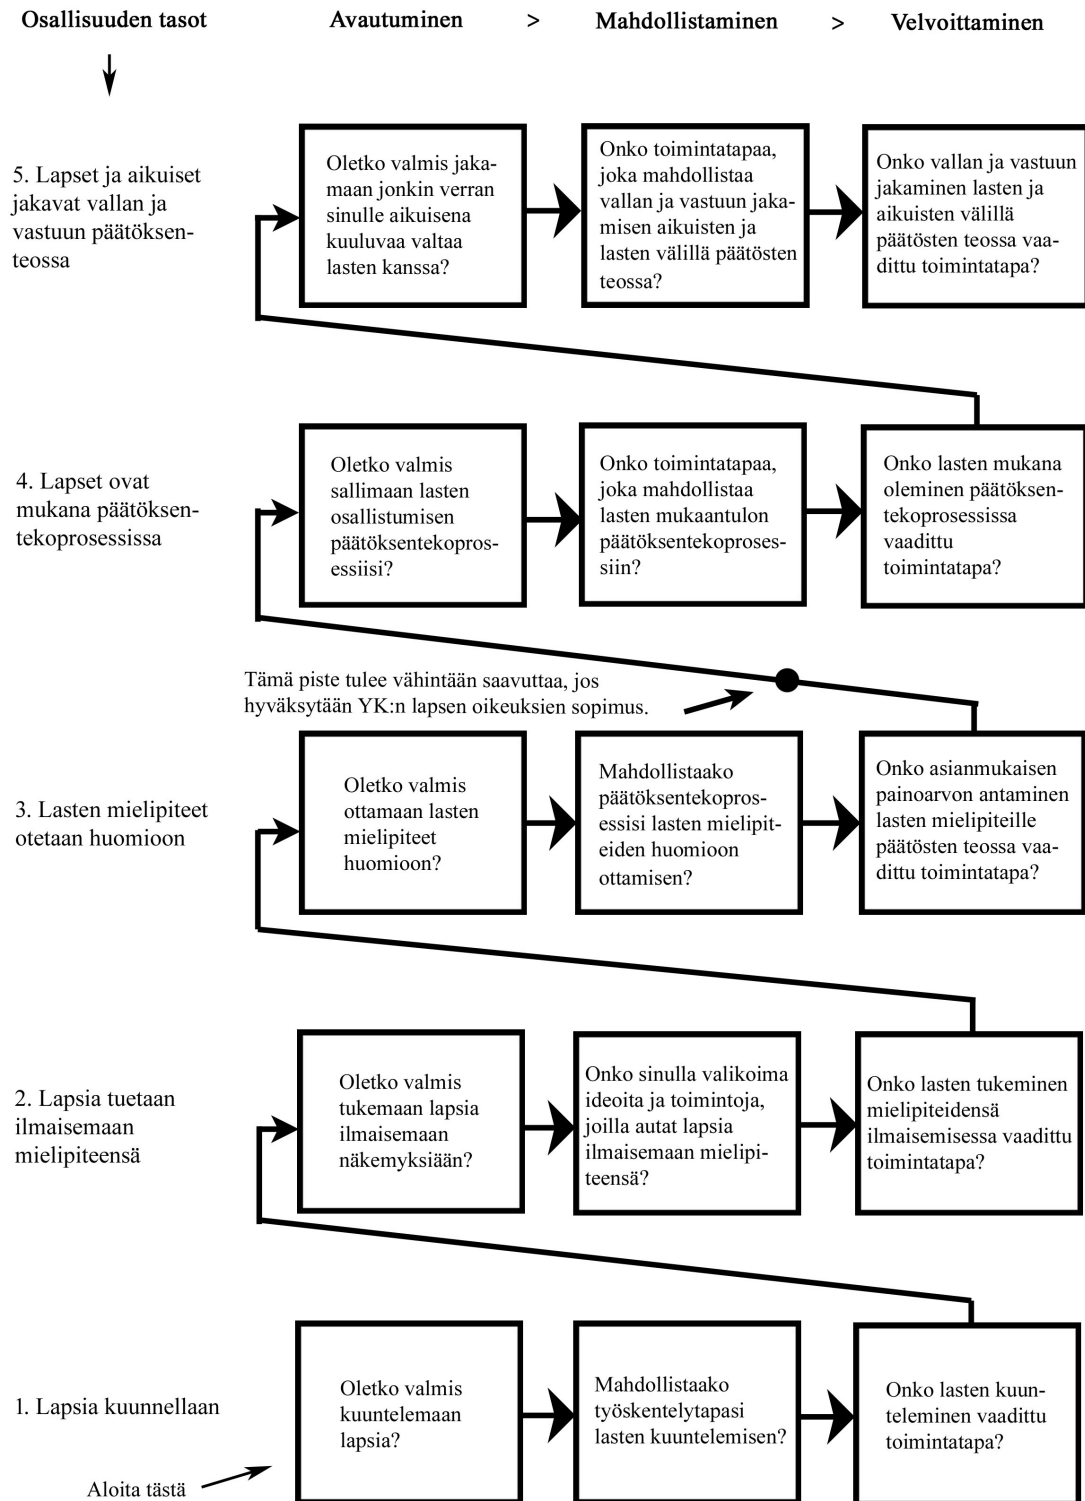 Osallisuuden tasot
Avautuminen > Mahdollistaminen > Velvoittaminen
5. Lapset ja aikuiset
jakavat vallan ja
vastuun päätöksen-
teossa
Oletko valmis jaka-
maan jonkin verran
sinulle aikuisena
kuuluvaa valtaa
lasten kanssa?
Onko toimintatapaa,
joka mahdollistaa
vallan ja vastuun jaka-
misen aikuisten ja
lasten välillä päätösten
teossa?
Onko vallan ja vastuun
jakaminen lasten ja
aikuisten välillä
päätösten teossa vaa-
dittu toimintatapa?
4. Lapset ovat
mukana päätöksen-
tekoprosessissa
Oletko valmis
sallimaan lasten
osallistumisen
päätöksentekopros-
essiisi?
Onko toimintatapaa,
joka mahdollistaa
lasten mukaantulon
päätöksentekoproses-
siin?
Onko lasten mukana
oleminen päätöksen-
tekoprosessissa
vaadittu
toimintatapa?
Tämä piste tulee vähintään saavuttaa, jos
hyväksytään YK:n lapsen oikeuksien sopimus.
3. Lasten mielipiteet
otetaan huomioon
Oletko valmis
ottamaan lasten
mielipiteet
huomioon?
Mahdollistaako
päätöksentekopros-
essisi lasten mielipit-
eiden huomioon
ottamisen?
Onko asianmukaisen
painoarvon antaminen
lasten mielipiteille
päätösten teossa vaa-
dittu toimintatapa?
2. Lapsia tuetaan
ilmaisemaan
mielipiteensä
Oletko valmis
tukemaan lapsia
ilmaisemaan
näkemyksiään?
Onko sinulla valikoima
ideoita ja toimintoja,
joilla autat lapsia
ilmaisemaan mielipi-
teensä?
Onko lasten tukeminen
mielipiteidensä
ilmaisemisessa vaadittu
toimintatapa?
1. Lapsia kuunnellaan
Oletko valmis
kuuntelemaan
lapsia?
Mahdollistaako
työskentelytapasi
lasten kuuntelemisen?
Onko lasten kuun-
teleminen vaadittu
toimintatapa?
Aloita tästä